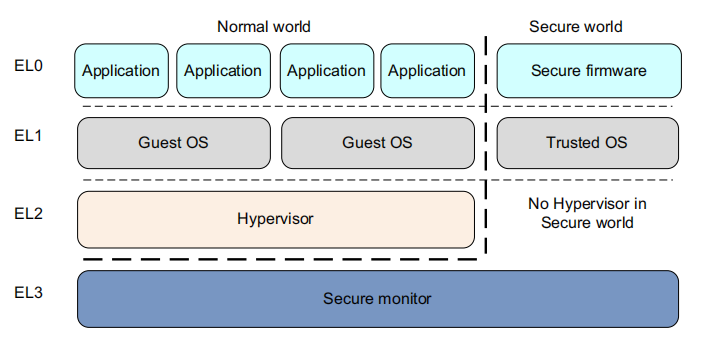 Normal world
Secure world
EL0
Application
Application
Application
Application
Secure firmware
EL1
Guest OS
Guest OS
Trusted OS
EL2
Hypervisor
No Hypervisor in
Secure world
EL3
Secure monitor